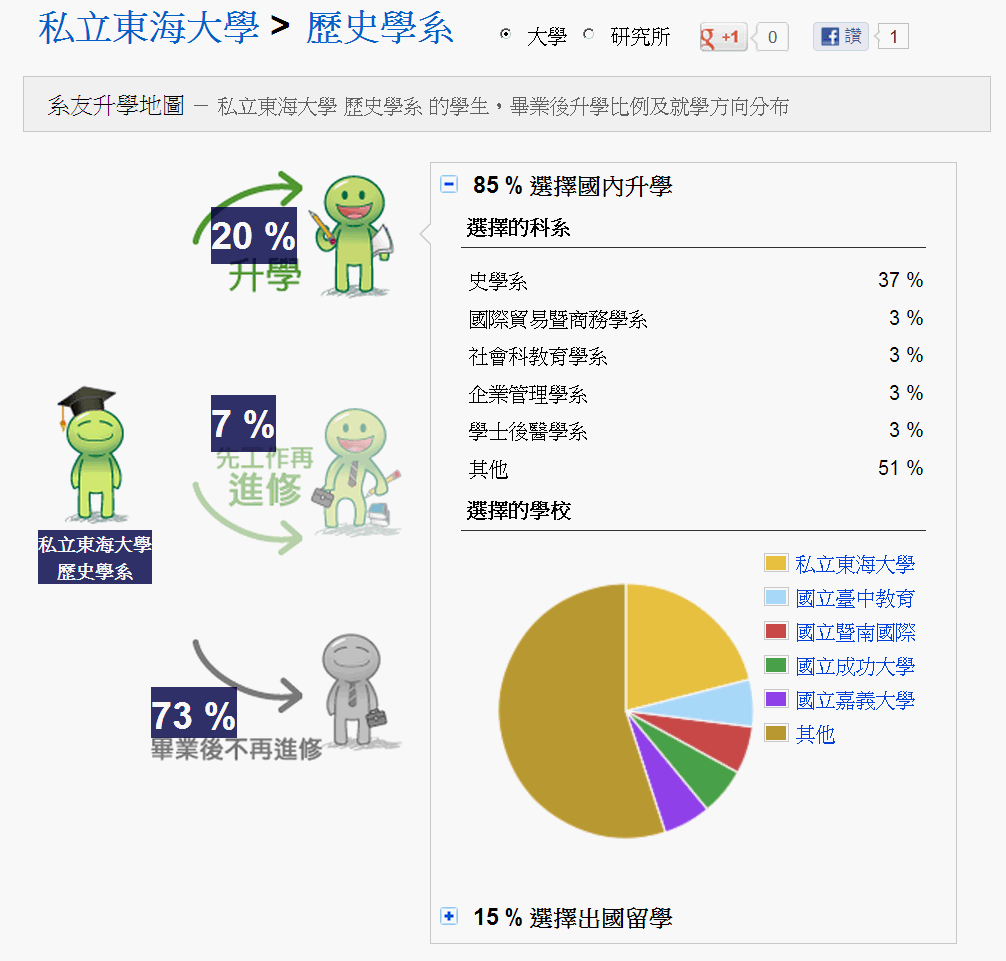 私立東海大學 > 歷史學系
大學 研究所
+1 0
讚 1
系友升學地圖 — 私立東海大學 歷史學系 的學生，畢業後升學比例及就學方向分布
20 %
升學
7 %
先工作再
進修
私立東海大學
歷史學系
73 %
畢業後不再進修
85 % 選擇國內升學
選擇的科系
史學系 37 %
國際貿易暨商務學系 3 %
社會科教育學系 3 %
企業管理學系 3 %
學士後醫學系 3 %
其他 51 %
選擇的學校
私立東海大學
國立臺中教育
國立暨南國際
國立成功大學
國立嘉義大學
其他
15 % 選擇出國留學